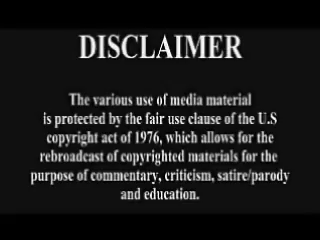 DISCLAIMER
The various use of media material
is protected by the fair use clause of the U.S
copyright act of 1976, which allows for the
rebroadcast of copyrighted materials for the
purpose of commentary, criticism, satire/parody
and education.